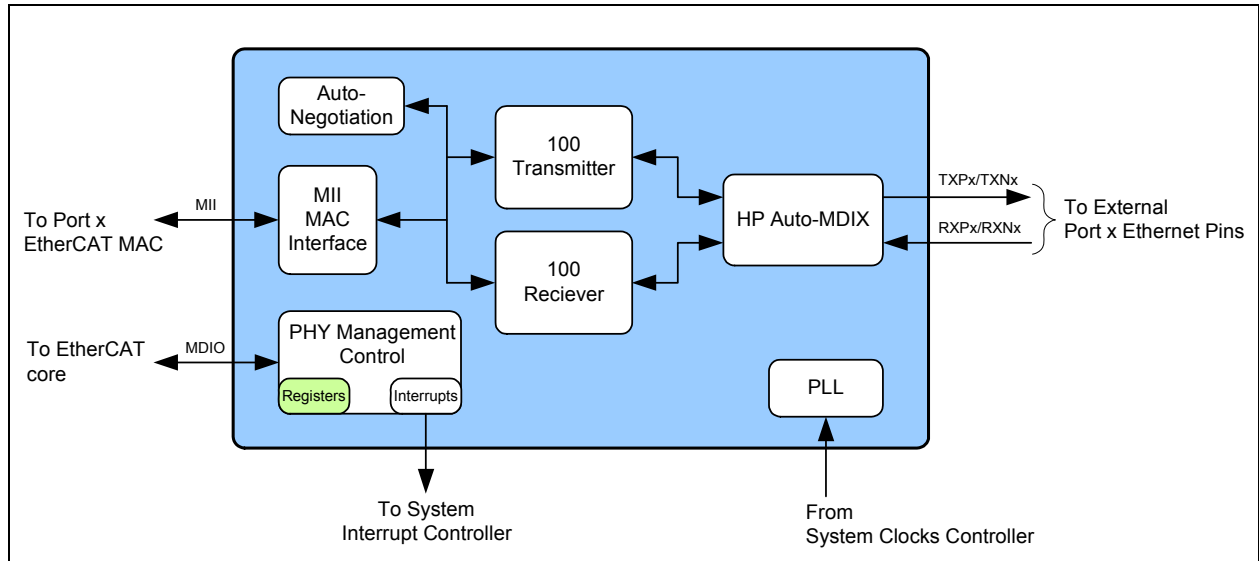 Auto-
Negotiation
100
Transmitter
MII
MAC
Interface
MII
To Port x
EtherCAT MAC
HP Auto-MDIX
TXPx/TXNx
RXPx/RXNx
To External
Port x Ethernet Pins
100
Reciever
PHY Management
Control
Registers
Interrupts
MDIO
To EtherCAT
core
PLL
To System
Interrupt Controller
From
System Clocks Controller